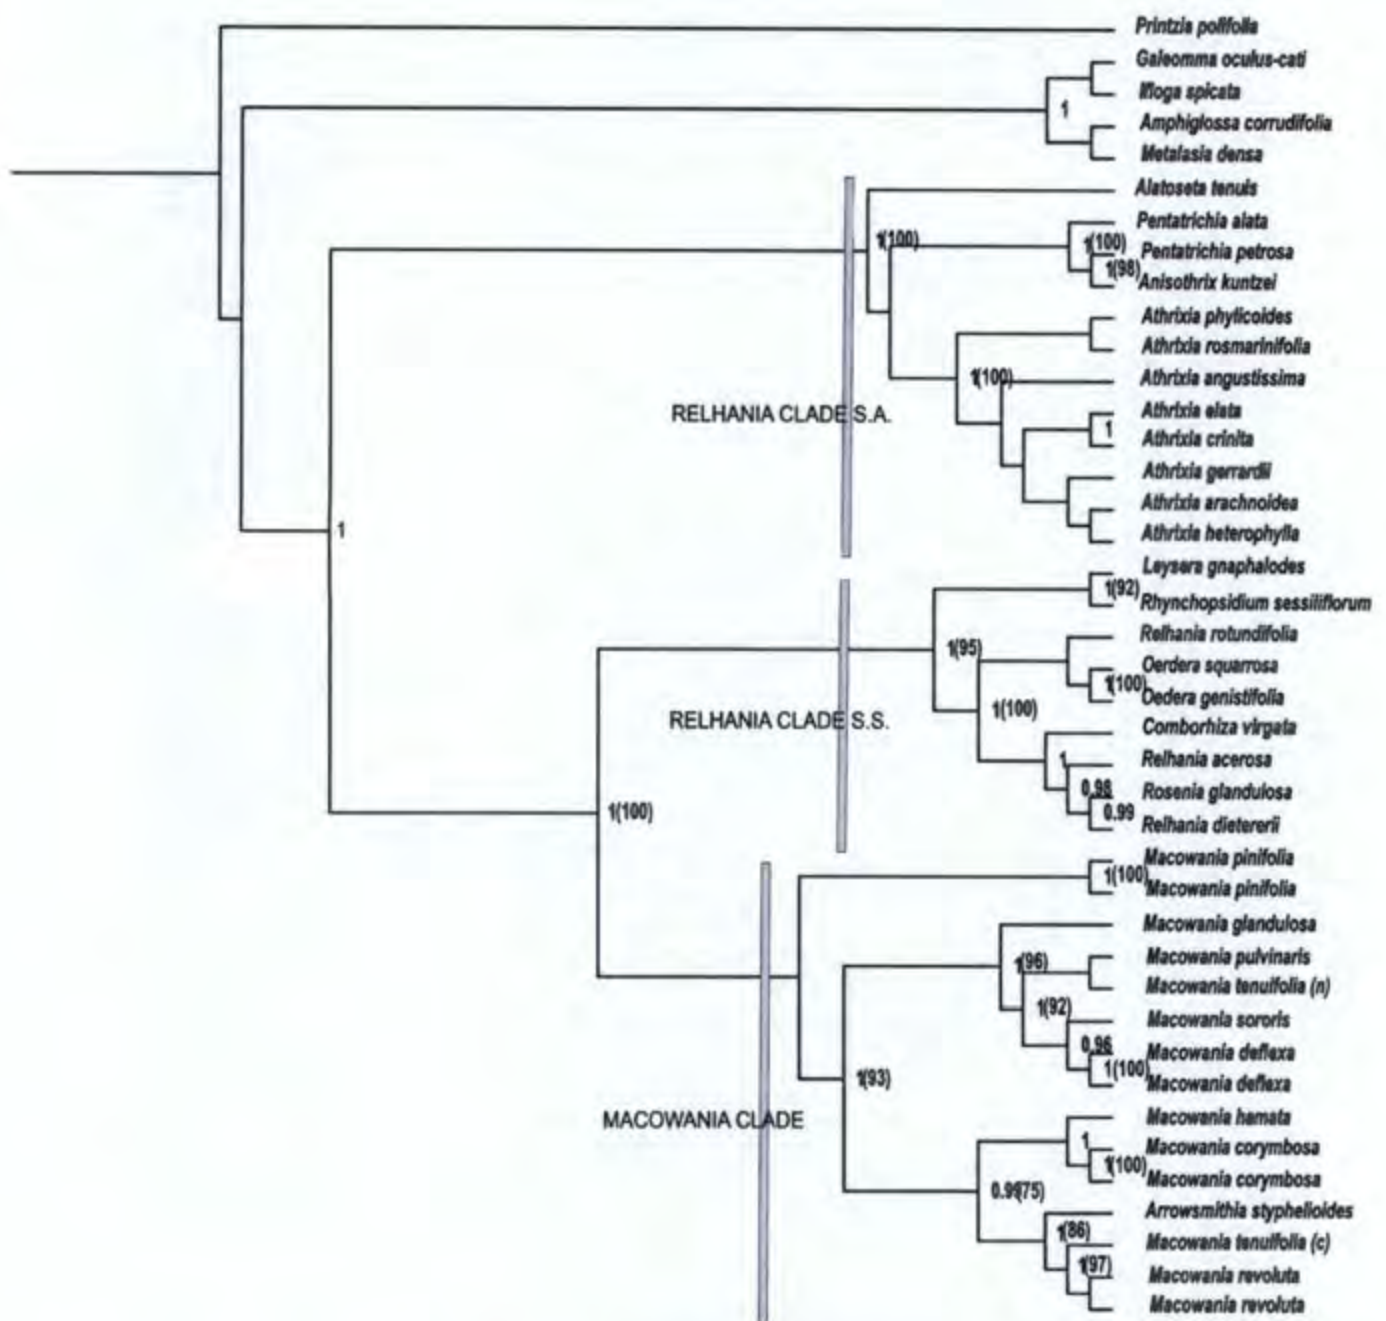 Printzia polifolia
Galeomma oculus-cati
Ifloga spicata
1
Amphiglossa corrudifolia
Metalasia densa
Alatoseta tenuis
Pentatrichia alata
1(100)
1(100)
Pentatrichia petrosa
1(98)
Anisothrix kuntzei
Athrixia phylicoides
Athrixia rosmarinifolia
1(100)
Athrixia angustissima
RELHANIA CLADE S.A.
Athrixia elata
1
Athrixia crinita
Athrixia gerrardii
Athrixia arachnoidea
1
Athrixia heterophylla
Leysera gnaphalodes
1(92)
Rhynchopsidium sessiliflorum
Relhania rotundifolia
1(95)
Oerdera squarrosa
1(100)
Oedera genistifolia
1(100)
RELHANIA CLADE S.S.
Comborhiza virgata
1
Relhania acerosa
0.98
Rosenia glandulosa
1(100)
0.99
Relhania dietererii
Macowania pinifolia
1(100)
Macowania pinifolia
Macowania glandulosa
1(96)
Macowania pulvinaris
Macowania tenuifolia (n)
1(92)
Macowania sororis
0.96
Macowania deflexa
1(93)
1(100)
Macowania deflexa
MACOWANIA CLADE
Macowania hamata
1
Macowania corymbosa
1(100)
Macowania corymbosa
0.99(75)
Arrowsmithia styphelioides
1(86)
Macowania tenuifolia (c)
1(97)
Macowania revoluta
Macowania revoluta